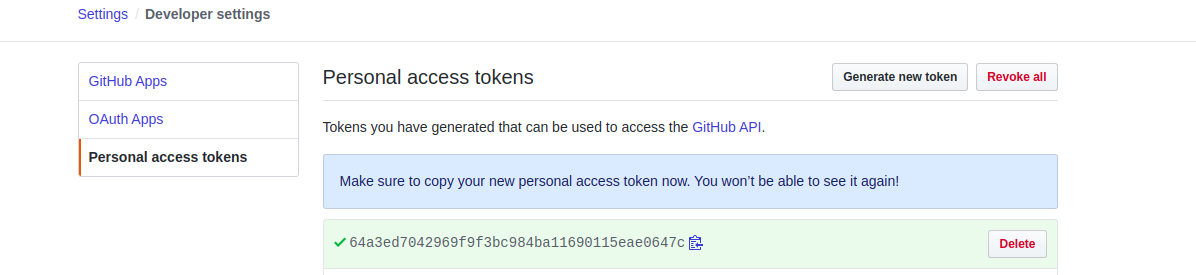 Settings / Developer settings
GitHub Apps
OAuth Apps
Personal access tokens
Personal access tokens
Generate new token
Revoke all
Tokens you have generated that can be used to access the GitHub API.
Make sure to copy your new personal access token now. You won’t be able to see it again!
64a3ed7042969f9f3bc984ba11690115eae0647c
Delete